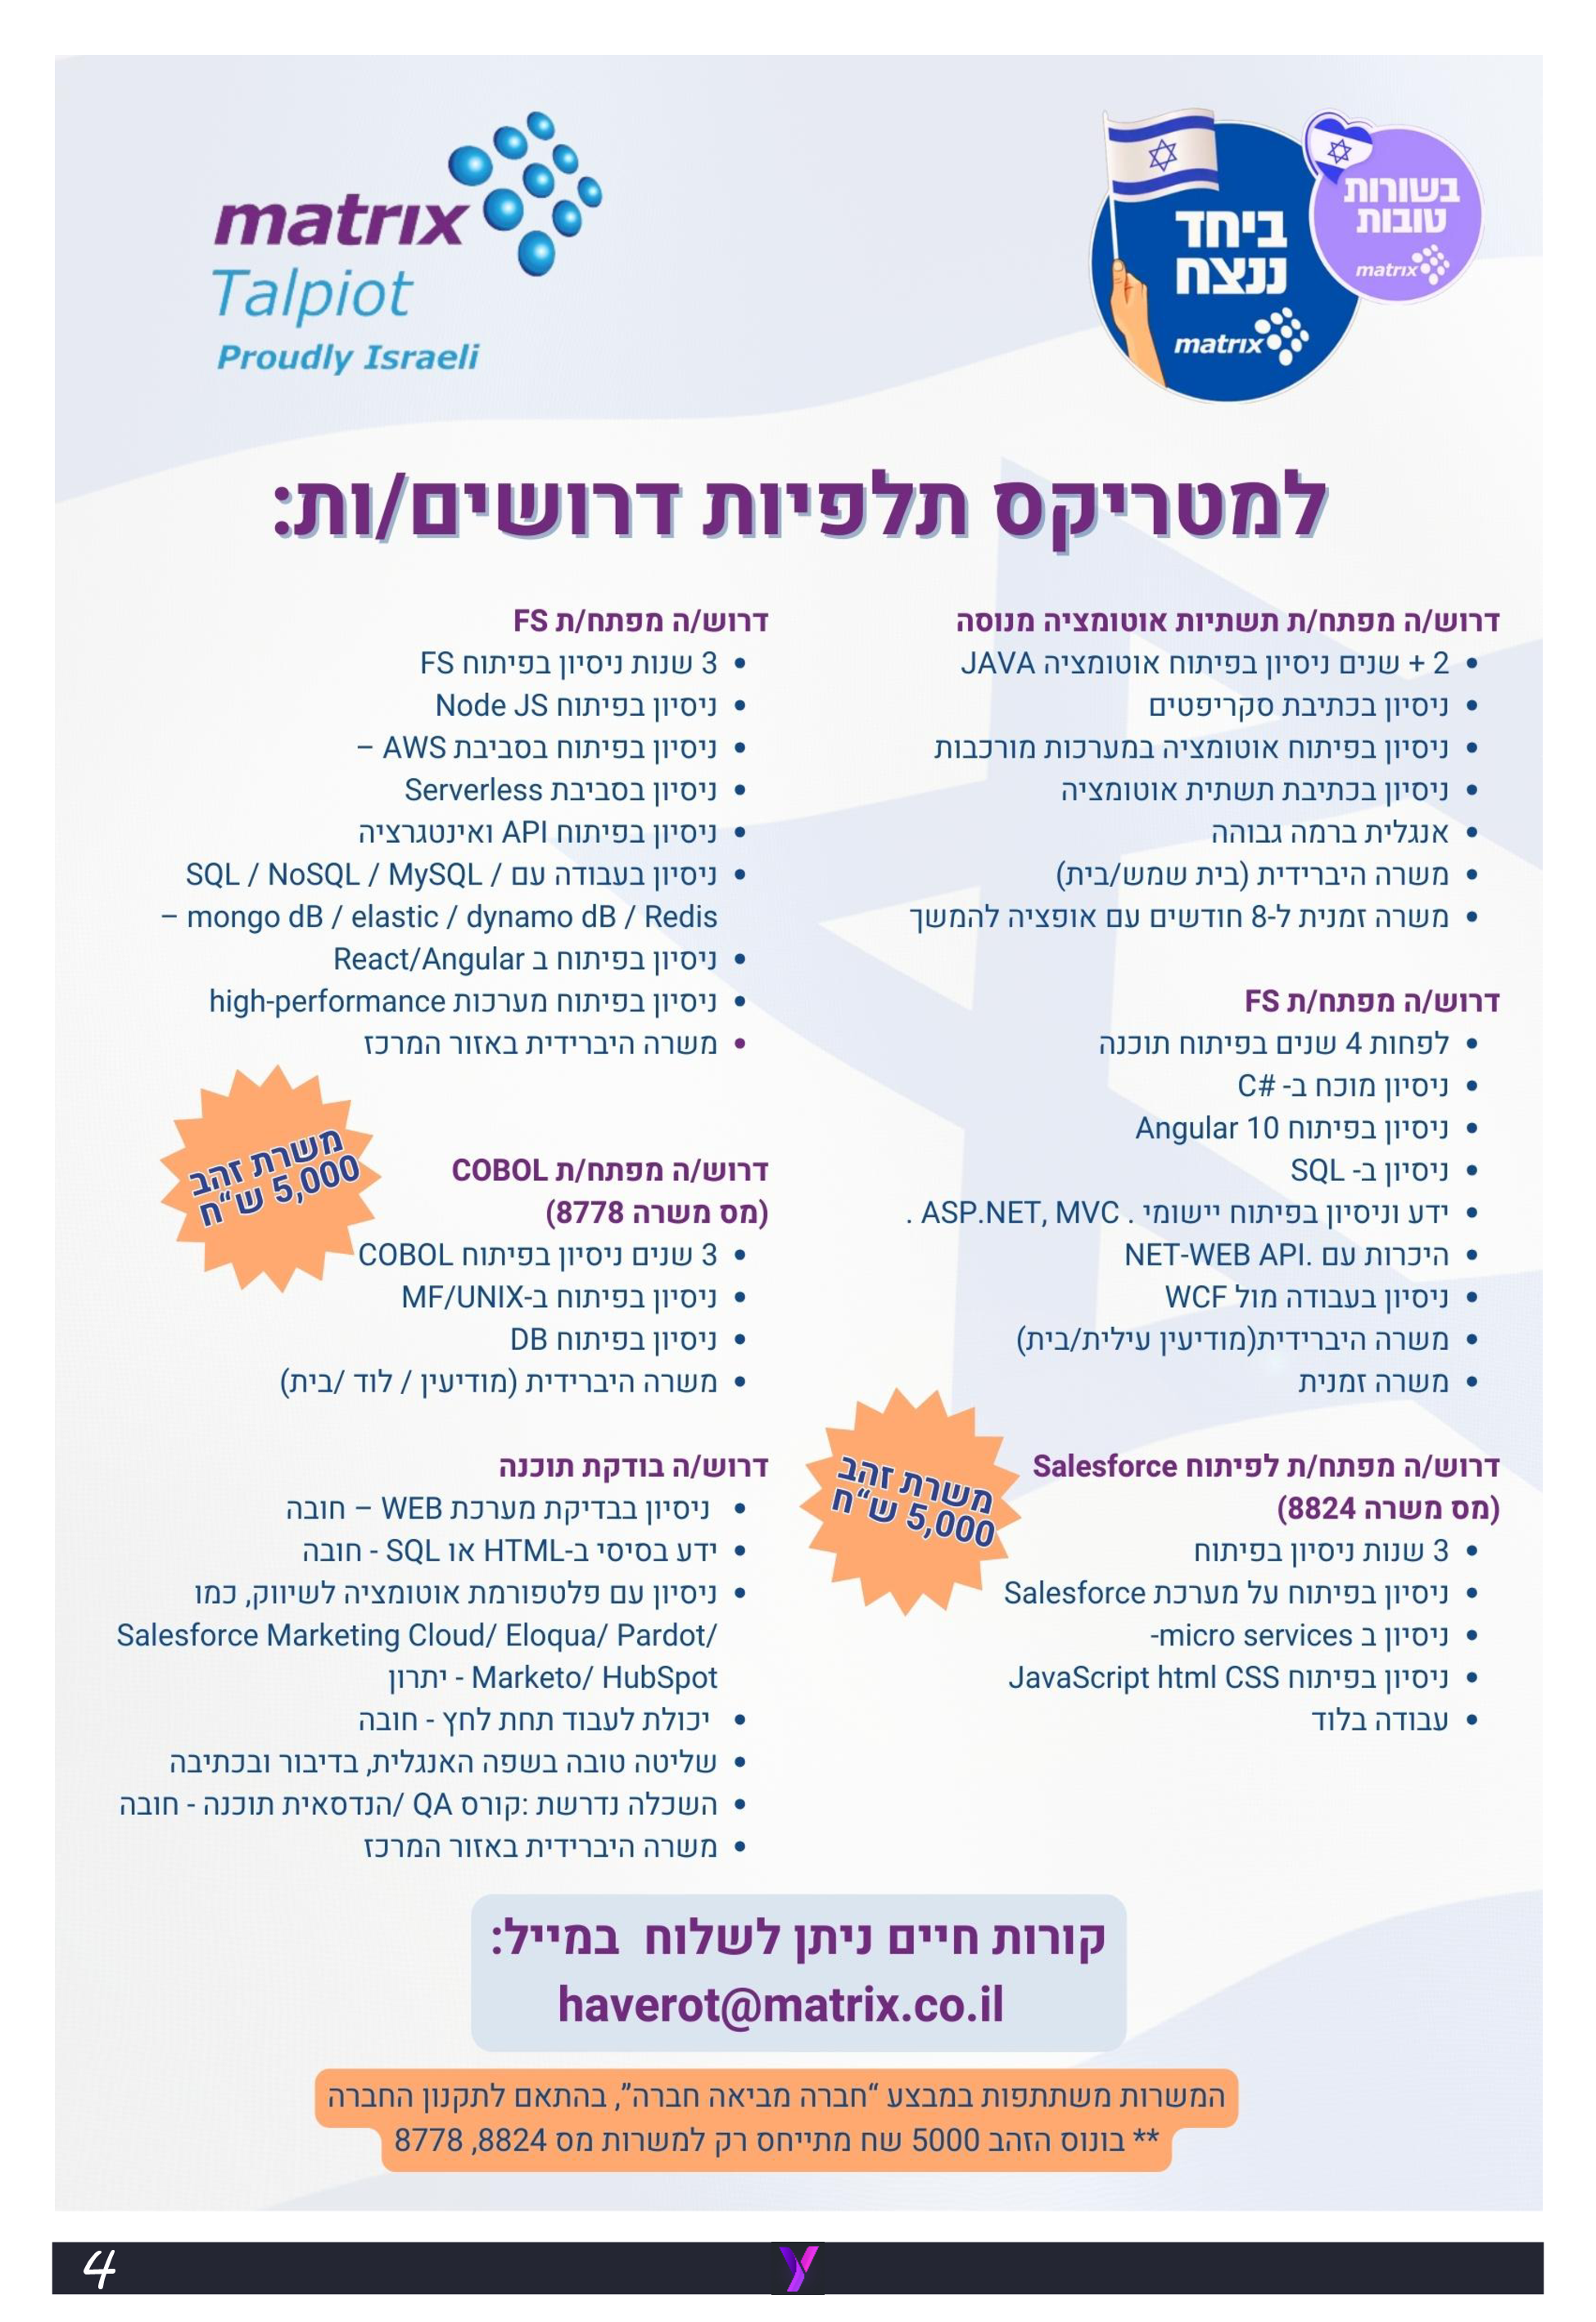 matrix
Talpiot
Proudly Israeli
ביחד
ננצח
matrix
בשורות
טובות
matrix
למטריקס תלפיות דרושים/ות:
דרוש/ה מפתח/ת תשתיות אוטומציה מנוסה
• 2 + שנים ניסיון בפיתוח אוטומציה JAVA
• ניסיון בכתיבת סקריפטים
• ניסיון בפיתוח אוטומציה במערכות מורכבות
• ניסיון בכתיבת תשתית אוטומציה
• אנגלית ברמה גבוהה
• משרה היברידית (בית שמש/בית)
• משרה זמנית ל-8 חודשים עם אופציה להמשך
דרוש/ה מפתח/ת FS
• לפחות 4 שנים בפיתוח תוכנה
• ניסיון מוכח ב- C#
• ניסיון בפיתוח Angular 10
• ניסיון ב- SQL
• ידע וניסיון בפיתוח יישומי . ASP.NET, MVC .
• היכרות עם .NET-WEB API
• ניסיון בעבודה מול WCF
• משרה היברידית(מודיעין עילית/בית)
• משרה זמנית
דרוש/ה מפתח/ת לפיתוח Salesforce
(מס משרה 8824)
• 3 שנות ניסיון בפיתוח
• ניסיון בפיתוח על מערכת Salesforce
• ניסיון ב micro services-
• ניסיון בפיתוח JavaScript html CSS
• עבודה בלוד
משרת זהב
5,000 ש"ח
דרוש/ה מפתח/ת FS
• 3 שנות ניסיון בפיתוח FS
• ניסיון בפיתוח Node JS
• ניסיון בפיתוח בסביבת AWS –
• ניסיון בסביבת Serverless
• ניסיון בפיתוח API ואינטגרציה
• ניסיון בעבודה עם SQL / NoSQL / MySQL /
mongo dB / elastic / dynamo dB / Redis –
• ניסיון בפיתוח ב React/Angular
• ניסיון בפיתוח מערכות high-performance
• משרה היברידית באזור המרכז
דרוש/ה מפתח/ת COBOL
(מס משרה 8778)
• 3 שנים ניסיון בפיתוח COBOL
• ניסיון בפיתוח ב-MF/UNIX
• ניסיון בפיתוח DB
• משרה היברידית (מודיעין / לוד /בית)
משרת זהב
5,000 ש"ח
דרוש/ה בודקת תוכנה
• ניסיון בבדיקת מערכת WEB – חובה
• ידע בסיסי ב-HTML או SQL - חובה
• ניסיון עם פלטפורמת אוטומציה לשיווק, כמו
Salesforce Marketing Cloud/ Eloqua/ Pardot/
Marketo/ HubSpot - יתרון
• יכולת לעבוד תחת לחץ - חובה
• שליטה טובה בשפה האנגלית, בדיבור ובכתיבה
• השכלה נדרשת :קורס QA /הנדסאית תוכנה - חובה
• משרה היברידית באזור המרכז
קורות חיים ניתן לשלוח במייל:
haverot@matrix.co.il
המשרות משתתפות במבצע “חברה מביאה חברה”, בהתאם לתקנון החברה
** בונוס הזהב 5000 שח מתייחס רק למשרות מס 8824, 8778
4